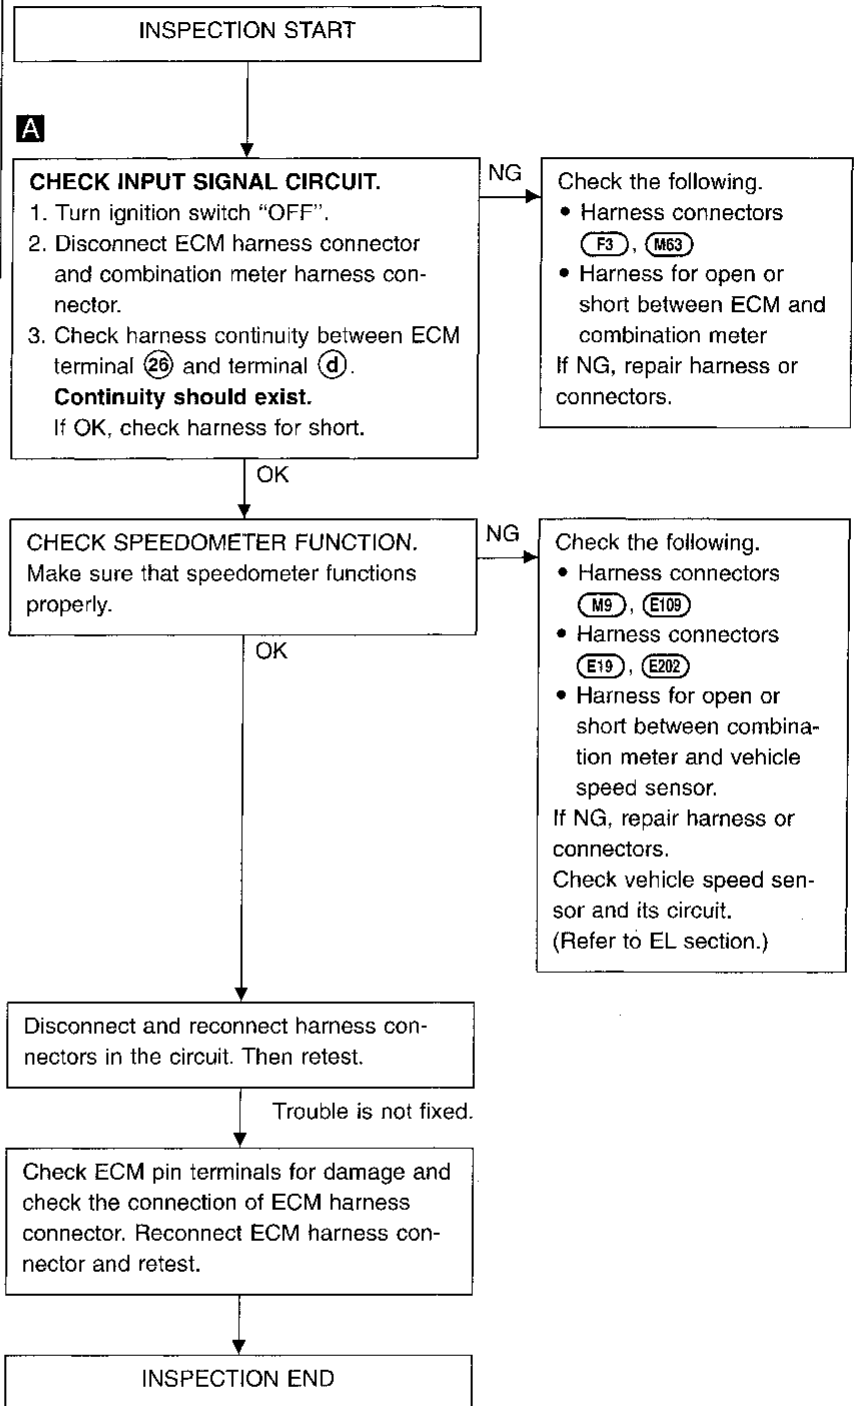 INSPECTION START
A
CHECK INPUT SIGNAL CIRCUIT.
1. Turn ignition switch “OFF”.
2. Disconnect ECM harness connector
and combination meter harness con-
nector.
3. Check harness continuity between ECM
terminal 26 and terminal d.
Continuity should exist.
If OK, check harness for short.
NG
Check the following.
• Harness connectors
F3, M63
• Harness for open or
short between ECM and
combination meter
If NG, repair harness or
connectors.
OK
CHECK SPEEDOMETER FUNCTION.
Make sure that speedometer functions
properly.
NG
Check the following.
• Harness connectors
M9, E109
• Harness connectors
E19, E202
• Harness for open or
short between combina-
tion meter and vehicle
speed sensor.
If NG, repair harness or
connectors.
Check vehicle speed sen-
sor and its circuit.
(Refer to EL section.)
OK
Disconnect and reconnect harness con-
nectors in the circuit. Then retest.
Trouble is not fixed.
Check ECM pin terminals for damage and
check the connection of ECM harness
connector. Reconnect ECM harness con-
nector and retest.
INSPECTION END